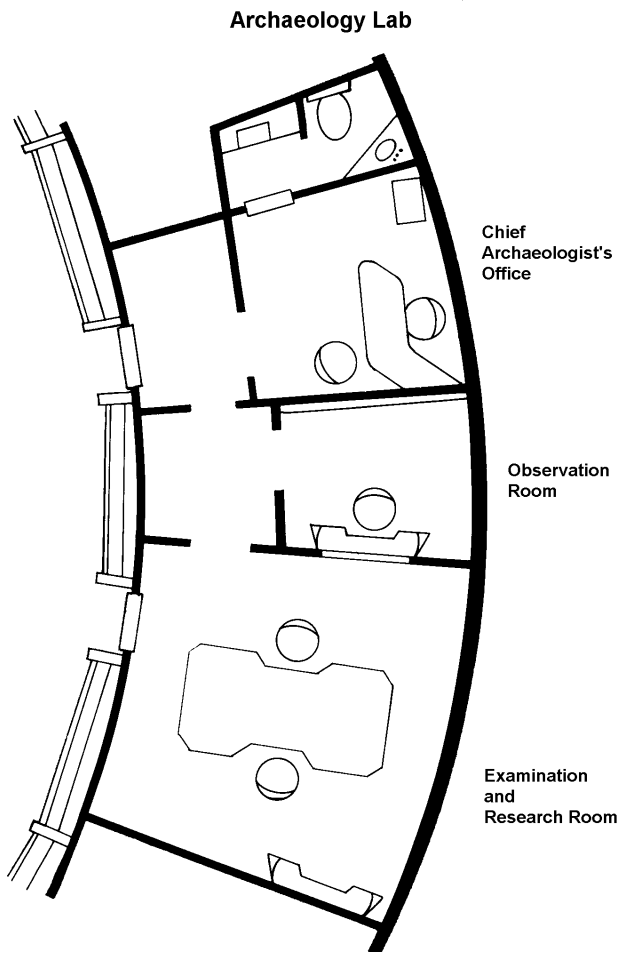 Archaeology Lab
Chief
Archaeologist's
Office
Observation
Room
Examination
and
Research Room